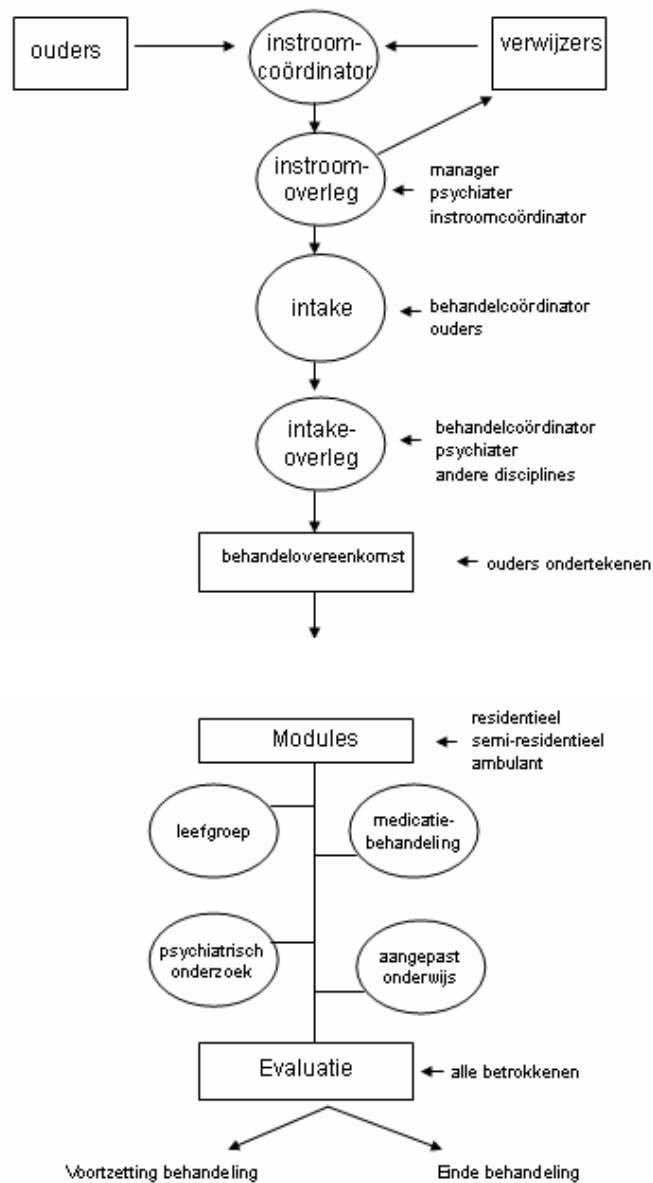 ouders
instroom-
coördinator
verwijzers
instroom-
overleg
manager
psychiater
instroomcoördinator
intake
behandelcoördinator
ouders
intake-
overleg
behandelcoördinator
psychiater
andere disciplines
behandelovereenkomst
ouders ondertekenen
Modules
residentieel
semi-residentieel
ambulant
leefgroep
medicatie-
behandeling
psychiatrisch
onderzoek
aangepast
onderwijs
Evaluatie
alle betrokkenen
Voortzetting behandeling
Einde behandeling